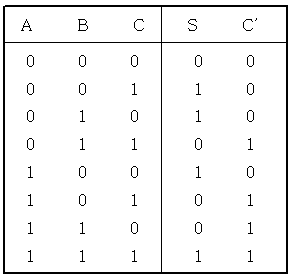 A B C S C′
0 0 0 0 0
0 0 1 1 0
0 1 0 1 0
0 1 1 0 1
1 0 0 1 0
1 0 1 0 1
1 1 0 0 1
1 1 1 1 1